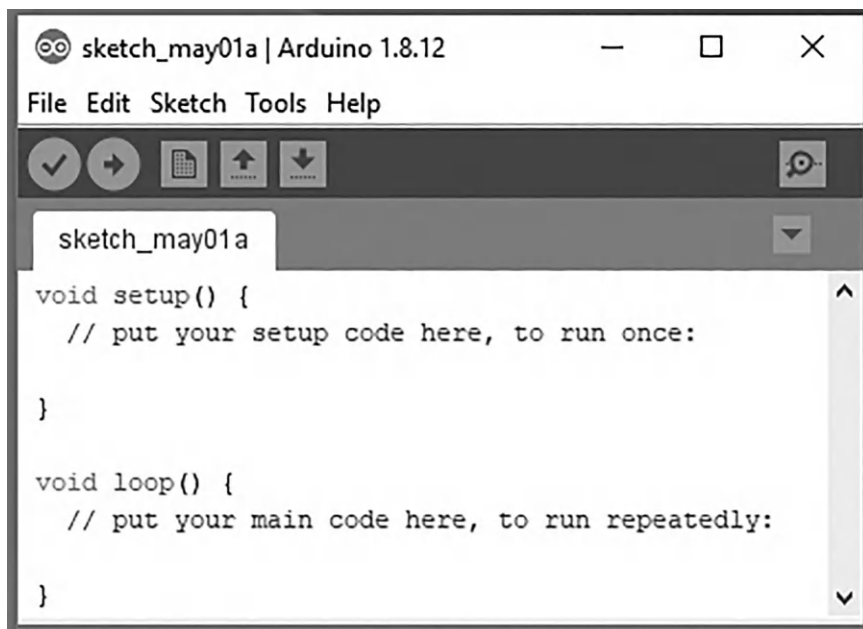 sketch_may01a | Arduino 1.8.12
File Edit Sketch Tools Help
sketch_may01a
void setup() {
  // put your setup code here, to run once:
}
void loop() {
  // put your main code here, to run repeatedly:
}